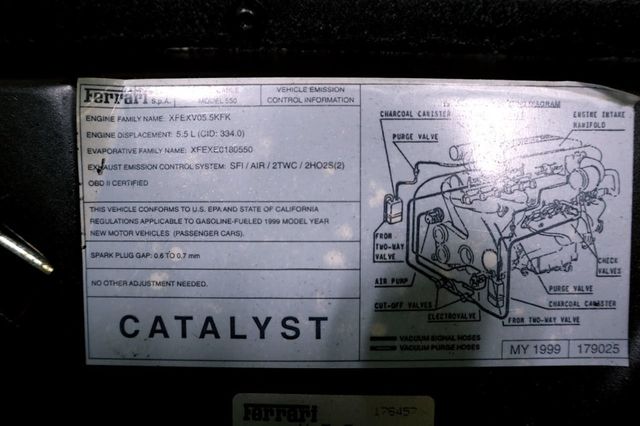 Ferrari S.p.A.
MODEL 550
VEHICLE EMISSION
CONTROL INFORMATION
ENGINE FAMILY NAME: XFEXV05.5KFK
ENGINE DISPLACEMENT: 5.5 L (CID: 334.0)
EVAPORATIVE FAMILY NAME: XFEXE0180550
EXHAUST EMISSION CONTROL SYSTEM: SFI / AIR / 2TWC / 2HO2S(2)
OBD II CERTIFIED
THIS VEHICLE CONFORMS TO U.S. EPA AND STATE OF CALIFORNIA
REGULATIONS APPLICABLE TO GASOLINE-FUELED 1999 MODEL YEAR
NEW MOTOR VEHICLES (PASSENGER CARS).
SPARK PLUG GAP: 0.6 TO 0.7 mm
NO OTHER ADJUSTMENT NEEDED.
CATALYST
DIAGRAM
CHARCOAL CANISTER
ENGINE INTAKE
MANIFOLD
PURGE VALVE
FROM
TWO-WAY
VALVE
CHECK
VALVES
AIR PUMP
PURGE VALVE
CUT-OFF VALVES
CHARCOAL CANISTER
ELECTROVALVE
FROM TWO-WAY VALVE
VACUUM SIGNAL HOSES
VACUUM PURGE HOSES
MY 1999
179025
Ferrari
176457